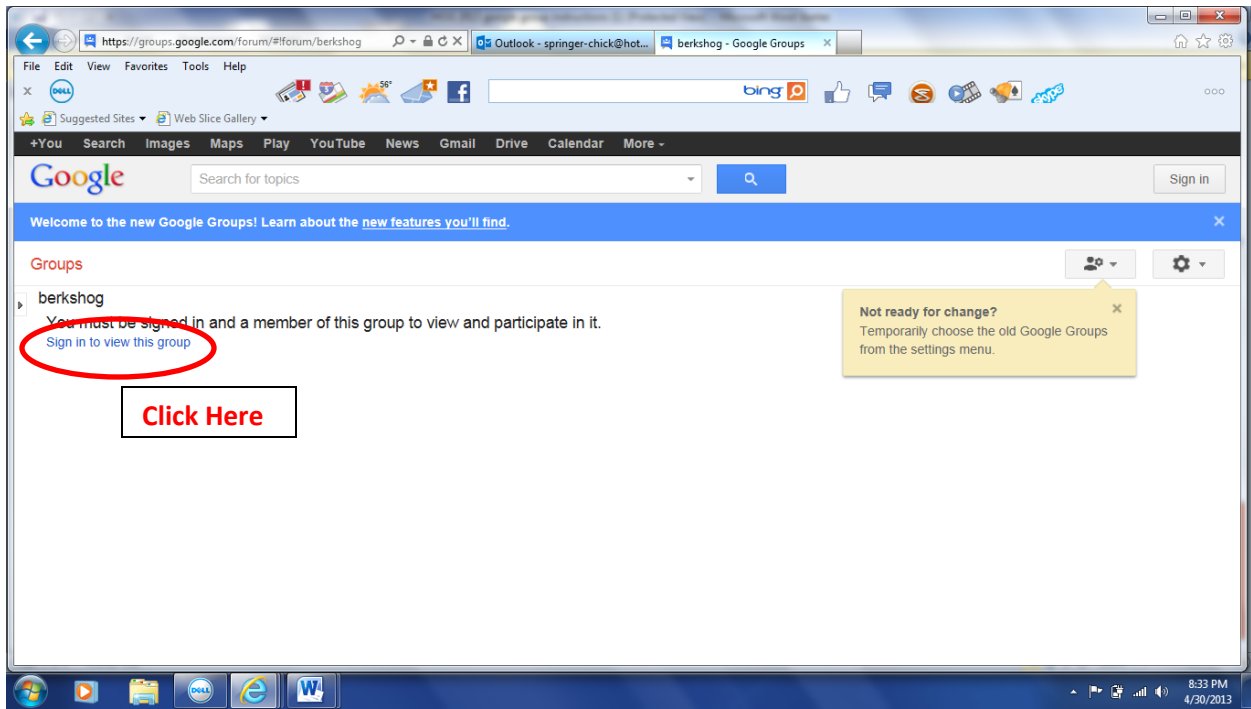 https://groups.google.com/forum/#!forum/berkshog
Outlook - springer-chick@hot...
berkshog - Google Groups
File Edit View Favorites Tools Help
x DELL 56° bing
Suggested Sites Web Slice Gallery
+You Search Images Maps Play YouTube News Gmail Drive Calendar More
Google Search for topics Sign in
Welcome to the new Google Groups! Learn about the new features you'll find.
Groups
berkshog
You must be signed in and a member of this group to view and participate in it.
Sign in to view this group
Not ready for change?
Temporarily choose the old Google Groups
from the settings menu.
Click Here
DELL
8:33 PM
4/30/2013